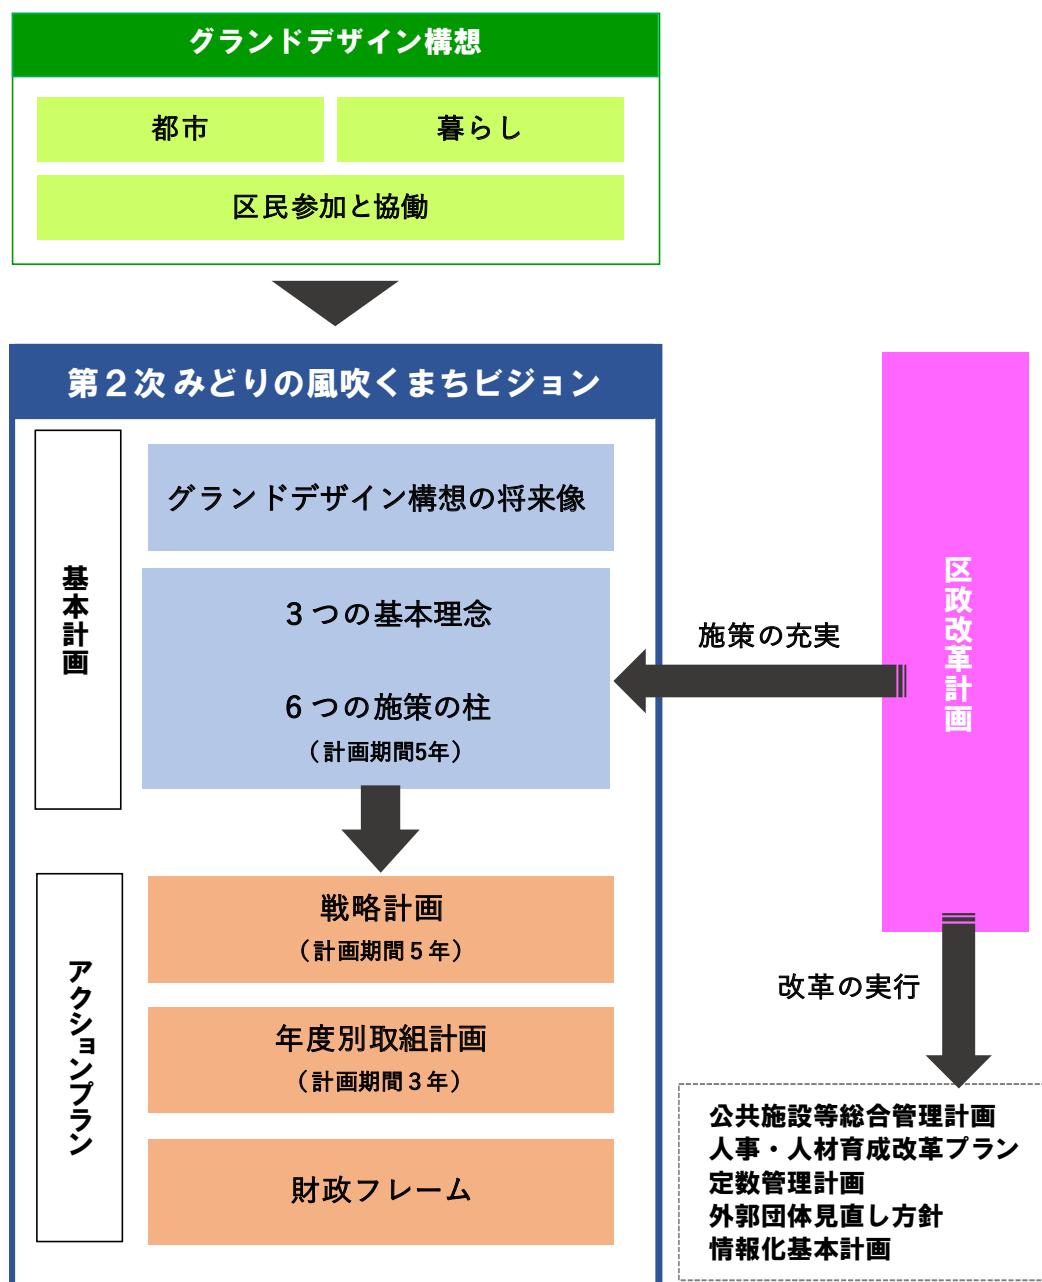 グランドデザイン構想
都市
暮らし
区民参加と協働
第２次 みどりの風吹くまちビジョン
基本計画
グランドデザイン構想の将来像
３つの基本理念
６つの施策の柱
（計画期間5年）
施策の充実
区政改革計画
アクションプラン
戦略計画
（計画期間５年）
年度別取組計画
（計画期間３年）
財政フレーム
改革の実行
公共施設等総合管理計画
人事・人材育成改革プラン
定数管理計画
外郭団体見直し方針
情報化基本計画